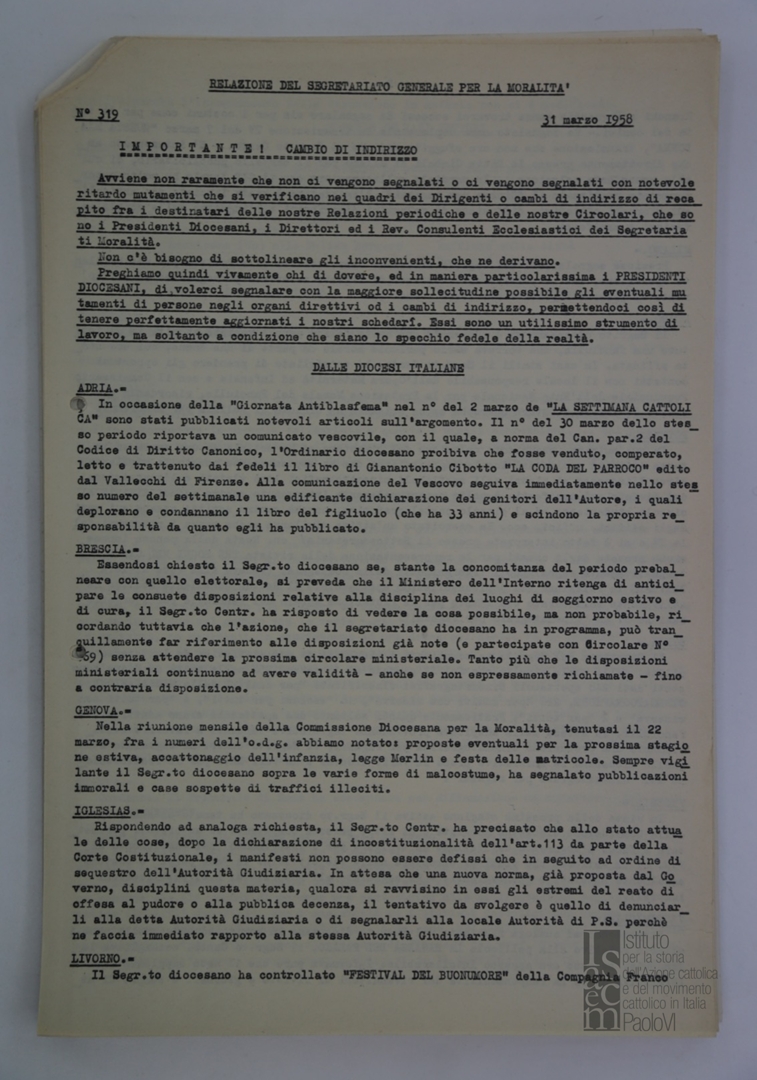 RELAZIONE DEL SEGRETARIATO GENERALE PER LA MORALITA'
N° 319
31 marzo 1958
IMPORTANTE! CAMBIO DI INDIRIZZO
Avviene non raramente che non ci vengono segnalati o ci vengono segnalati con notevole
ritardo mutamenti che si verificano nei quadri dei Dirigenti o cambi di indirizzo di reca
pito fra i destinatari delle nostre Relazioni periodiche e delle nostre Circolari, che so
no i Presidenti Diocesani, i Direttori ed i Rev. Consulenti Ecclesiastici dei Segretaria
ti Moralità.
Non c'è bisogno di sottolineare gli inconvenienti, che ne derivano.
Preghiamo quindi vivamente chi di dovere, ed in maniera particolarissima i PRESIDENTI
DIOCESANI, di volerci segnalare con la maggiore sollecitudine possibile gli eventuali mu
tamenti di persone negli organi direttivi od i cambi di indirizzo, permettendoci così di
tenere perfettamente aggiornati i nostri schedarî. Essi sono un utilissimo strumento di
lavoro, ma soltanto a condizione che siano lo specchio fedele della realtà.
DALLE DIOCESI ITALIANE
ADRIA.=
In occasione della "Giornata Antiblasfema" nel n° del 2 marzo de "LA SETTIMANA CATTOLI
CA" sono stati pubblicati notevoli articoli sull'argomento. Il n° del 30 marzo dello stes_
so periodo riportava un comunicato vescovile, con il quale, a norma del Can. par.2 del
Codice di Diritto Canonico, l'Ordinario diocesano proibiva che fosse venduto, comperato,
letto e trattenuto dai fedeli il libro di Gianantonio Cibotto "LA CODA DEL PARROCO" edito
dal Vallecchi di Firenze. Alla comunicazione del Vescovo seguiva immediatamente nello stes
so numero del settimanale una edificante dichiarazione dei genitori dell'Autore, i quali
deplorano e condannano il libro del figliuolo (che ha 33 anni) e scindono la propria re_
sponsabilità da quanto egli ha pubblicato.
BRESCIA.=
Essendosi chiesto il Segr.to diocesano se, stante la concomitanza del periodo prebal_
neare con quello elettorale, si preveda che il Ministero dell'Interno ritenga di antici_
pare le consuete disposizioni relative alla disciplina dei luoghi di soggiorno estivo e
di cura, il Segr.to Centr. ha risposto di vedere la cosa possibile, ma non probabile, ri_
cordando tuttavia che l'azione, che il segretariato diocesano ha in programma, può tran_
quillamente far riferimento alle disposizioni già note (e partecipate con Circolare N°
69) senza attendere la prossima circolare ministeriale. Tanto più che le disposizioni
ministeriali continuano ad avere validità - anche se non espressamente richiamate - fino
a contraria disposizione.
GENOVA.=
Nella riunione mensile della Commissione Diocesana per la Moralità, tenutasi il 22
marzo, fra i numeri dell'o.d.g. abbiamo notato: proposte eventuali per la prossima stagio
ne estiva, accattonaggio dell'infanzia, legge Merlin e festa delle matricole. Sempre vigi
lante il Segr.to diocesano sopra le varie forme di malcostume, ha segnalato pubblicazioni
immorali e case sospette di traffici illeciti.
IGLESIAS.=
Rispondendo ad analoga richiesta, il Segr.to Centr. ha precisato che allo stato attua
le delle cose, dopo la dichiarazione di incostituzionalità dell'art.113 da parte della
Corte Costituzionale, i manifesti non possono essere defissi che in seguito ad ordine di
sequestro dell'Autorità Giudiziaria. In attesa che una nuova norma, già proposta dal Go
verno, disciplini questa materia, qualora si ravvisino in essi gli estremi del reato di
offesa al pudore o alla pubblica decenza, il tentativo da svolgere è quello di denunciar_
li alla detta Autorità Giudiziaria o di segnalarli alla locale Autorità di P.S. perchè
ne faccia immediato rapporto alla stessa Autorità Giudiziaria.
LIVORNO.=
Il Segr.to diocesano ha controllato "FESTIVAL DEL BUONUMORE" della Compagnia Franco
Istituto
per la storia
dell'Azione cattolica
e del movimento
cattolico in Italia
PaoloVI